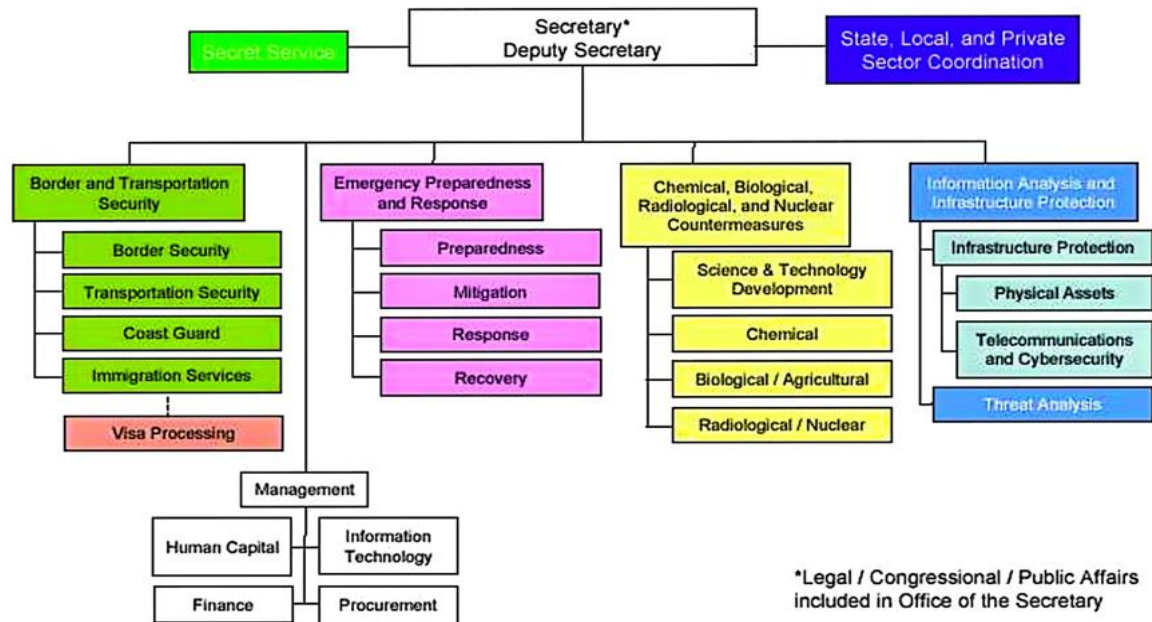 Secretary*
Deputy Secretary
Secret Service
State, Local, and Private
Sector Coordination
Border and Transportation
Security
Border Security
Transportation Security
Coast Guard
Immigration Services
Visa Processing
Emergency Preparedness
and Response
Preparedness
Mitigation
Response
Recovery
Chemical, Biological,
Radiological, and Nuclear
Countermeasures
Science & Technology
Development
Chemical
Biological / Agricultural
Radiological / Nuclear
Information Analysis and
Infrastructure Protection
Infrastructure Protection
Physical Assets
Telecommunications
and Cybersecurity
Threat Analysis
Management
Human Capital
Information
Technology
Finance
Procurement
*Legal / Congressional / Public Affairs
included in Office of the Secretary